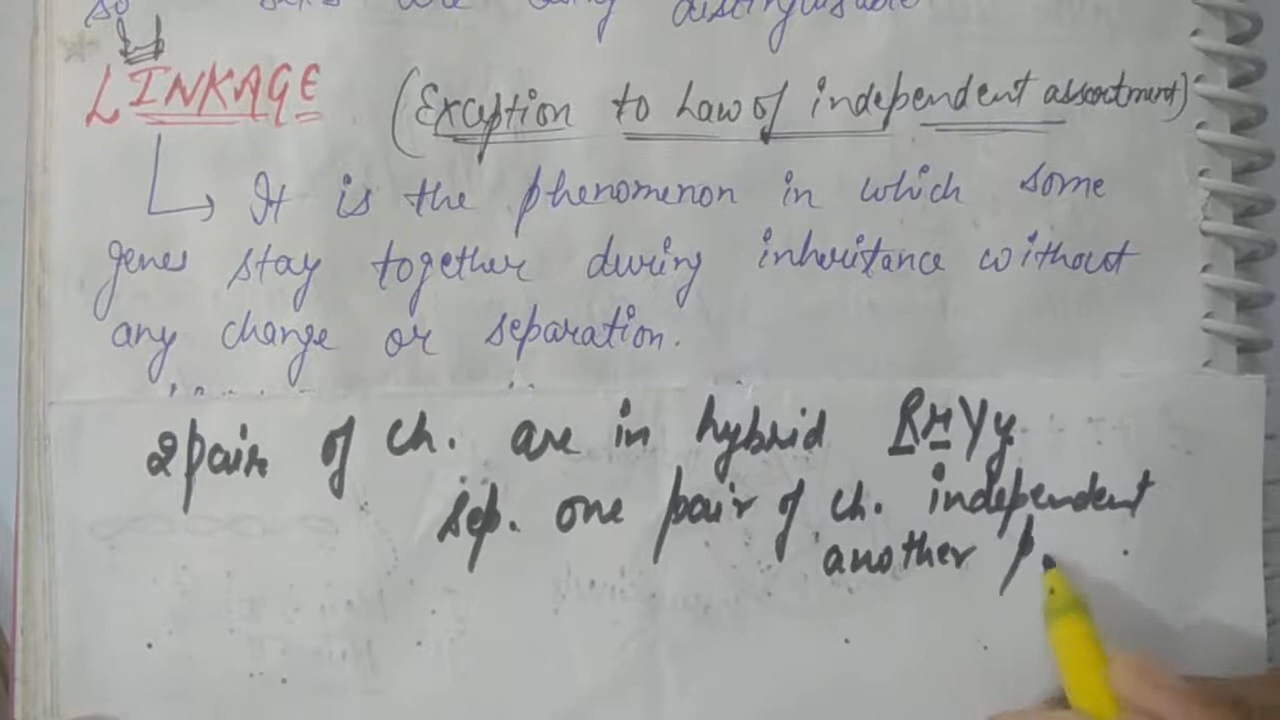 distinguishable
LINKAGE (Exception to Law of independent assortment)
It is the phenomenon in which some
genes stay together during inheritance without
any change or separation.
2 pair of ch. are in hybrid RrYy
sep. one pair of ch. independent
another p